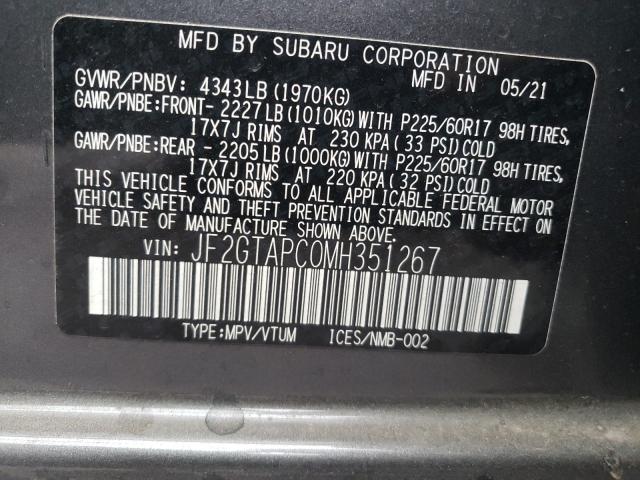 MFD BY SUBARU CORPORATION
MFD IN 05/21
GVWR/PNBV: 4343LB(1970KG)
GAWR/PNBE:FRONT- 2227LB(1010KG)WITH P225/60R17 98H TIRES,
17X7J RIMS AT 230 KPA(33 PSI)COLD
GAWR/PNBE:REAR - 2205LB(1000KG)WITH P225/60R17 98H TIRES,
17X7J RIMS AT 220 KPA(32 PSI)COLD
THIS VEHICLE CONFORMS TO ALL APPLICABLE FEDERAL MOTOR
VEHICLE SAFETY AND THEFT PREVENTION STANDARDS IN EFFECT ON
THE DATE OF MANUFACTURE SHOWN ABOVE.
VIN: JF2GTAPC0MH351267
TYPE:MPV/VTUM ICES/NMB-002